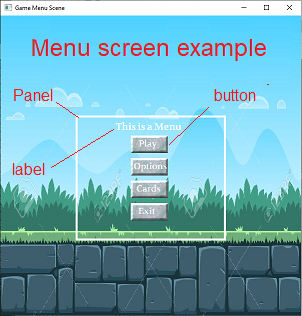 Game Menu Scene
Menu screen example
Panel
button
This is a Menu
Play
label
Options
Cards
Exit